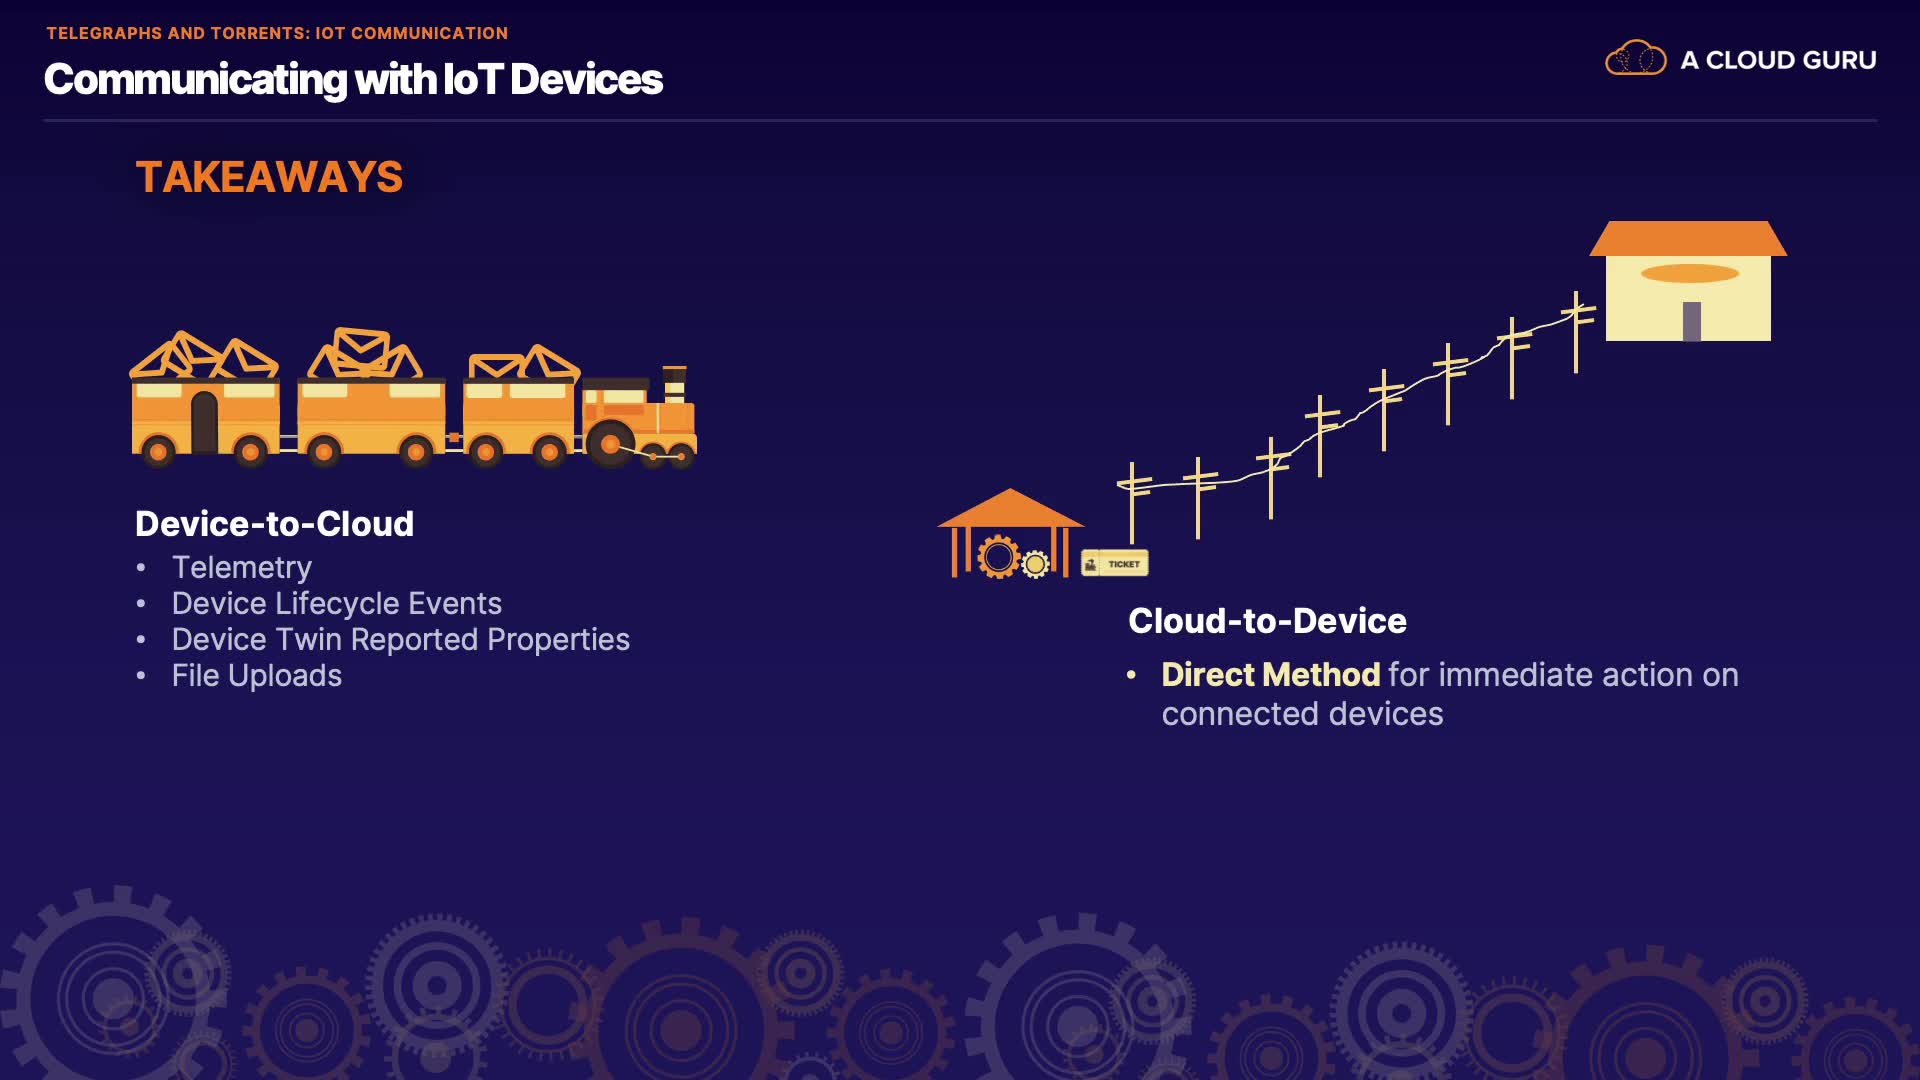 TELEGRAPHS AND TORRENTS: IOT COMMUNICATION
Communicating with IoT Devices
A CLOUD GURU
TAKEAWAYS
Device-to-Cloud
• Telemetry
• Device Lifecycle Events
• Device Twin Reported Properties
• File Uploads
TICKET
Cloud-to-Device
• Direct Method for immediate action on
connected devices